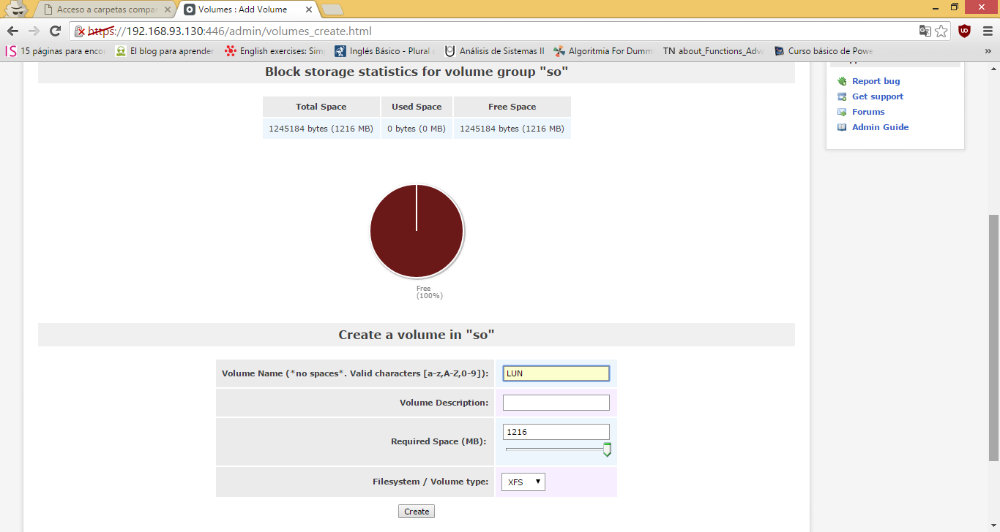 Acceso a carpetas compa
Volumes : Add Volume
https://192.168.93.130:446/admin/volumes_create.html
15 páginas para enco
El blog para aprender
English exercises: Sim
Inglés Básico - Plural
Análisis de Sistemas II
Algoritmia For Dumm
TN about_Functions_Adv
Curso básico de Powe
»
Block storage statistics for volume group "so"
Total Space Used Space Free Space
1245184 bytes (1216 MB) 0 bytes (0 MB) 1245184 bytes (1216 MB)
Free
(100%)
Create a volume in "so"
Volume Name (*no spaces*. Valid characters [a-z,A-Z,0-9]): LUN
Volume Description:
Required Space (MB): 1216
Filesystem / Volume type: XFS
Create
Report bug
Get support
Forums
Admin Guide